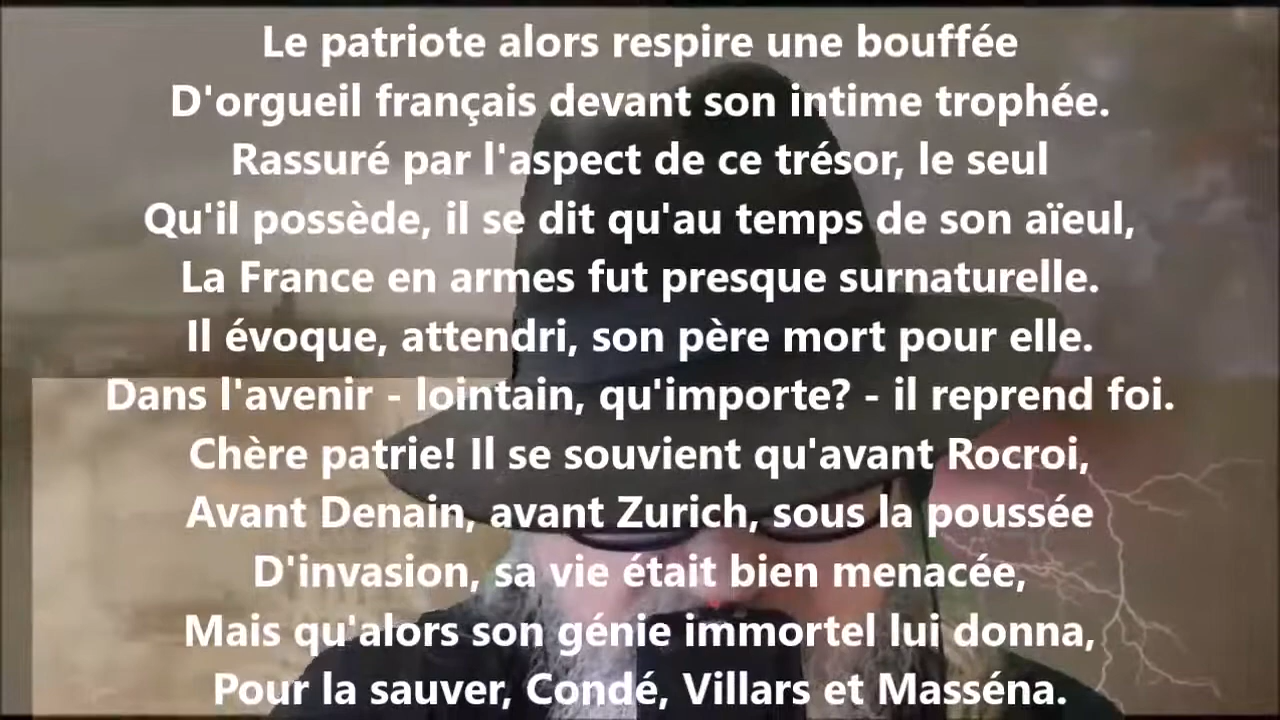 Le patriote alors respire une bouffée
D'orgueil français devant son intime trophée.
Rassuré par l'aspect de ce trésor, le seul
Qu'il possède, il se dit qu'au temps de son aïeul,
La France en armes fut presque surnaturelle.
Il évoque, attendri, son père mort pour elle.
Dans l'avenir - lointain, qu'importe? - il reprend foi.
Chère patrie! Il se souvient qu'avant Rocroi,
Avant Denain, avant Zurich, sous la poussée
D'invasion, sa vie était bien menacée,
Mais qu'alors son génie immortel lui donna,
Pour la sauver, Condé, Villars et Masséna.